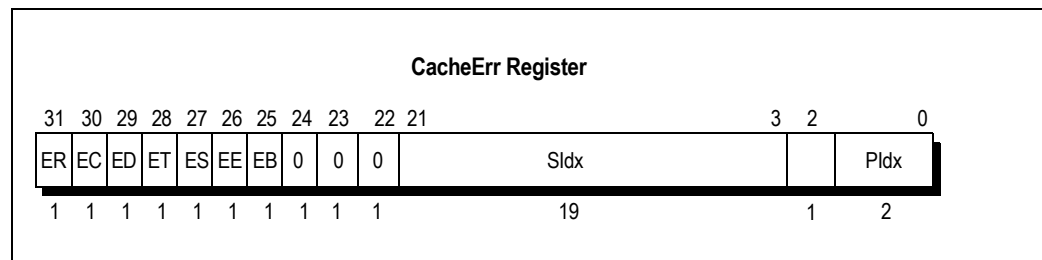 CacheErr Register
31 30 29 28 27 26 25 24 23 22 21 3 2 0
ER EC ED ET ES EE EB 0 0 0 SIdx PIdx
1 1 1 1 1 1 1 1 1 1 19 1 2